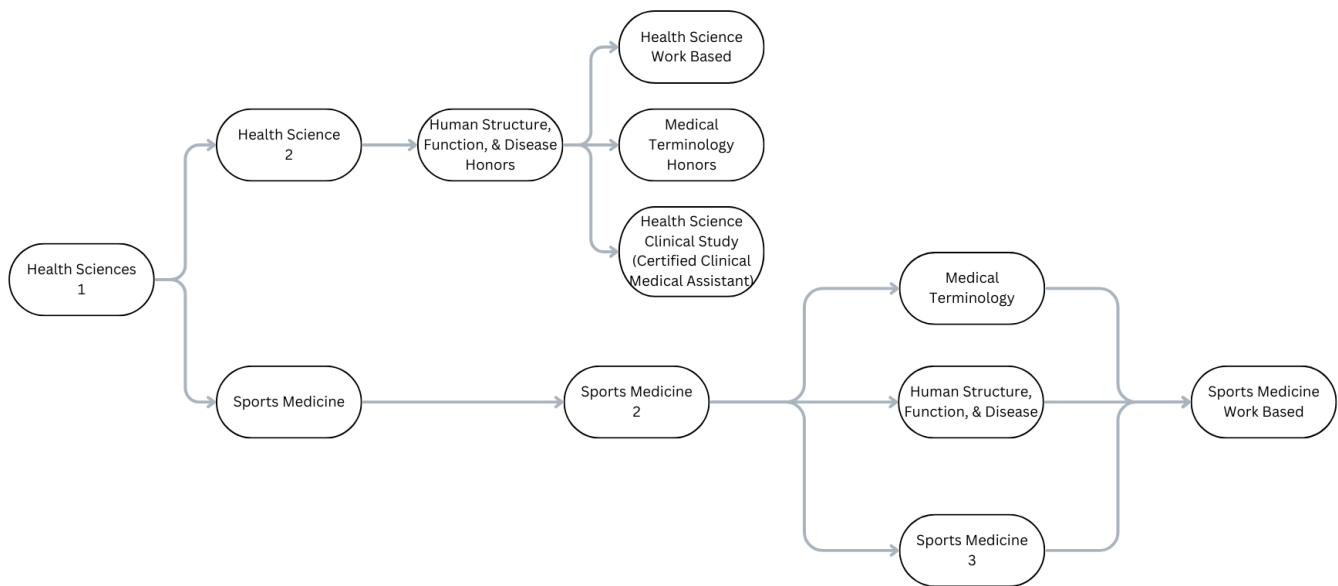 Health Science
Work Based
Health Science
2
Human Structure,
Function, & Disease
Honors
Medical
Terminology
Honors
Health Science
Clinical Study
(Certified Clinical
Medical Assistant)
Health Sciences
1
Medical
Terminology
Sports Medicine
Sports Medicine
2
Human Structure,
Function, & Disease
Sports Medicine
Work Based
Sports Medicine
3